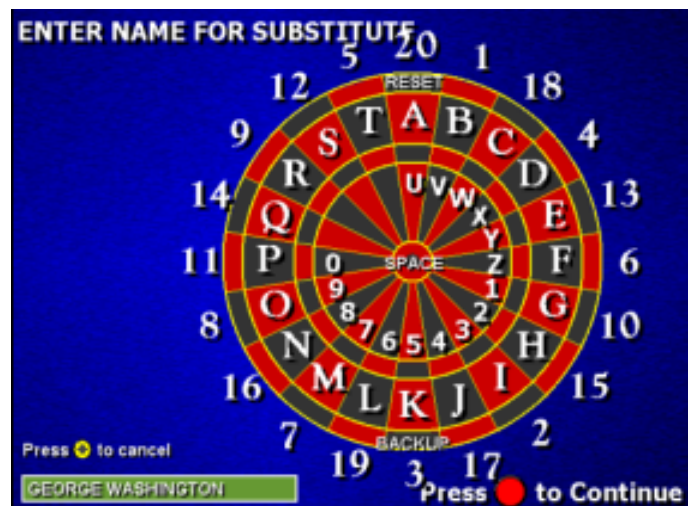 ENTER NAME FOR SUBSTITUTE
20
5 1
12 18
9 4
14 13
11 6
8 10
16 15
7 2
19 17
3
RESET
A B C D E F G H I J K L M N O P Q R S T
U V W X Y Z 1 2 3 4 5 6 7 8 9 0
SPACE
BACKUP
Press to cancel
GEORGE WASHINGTON
Press to Continue